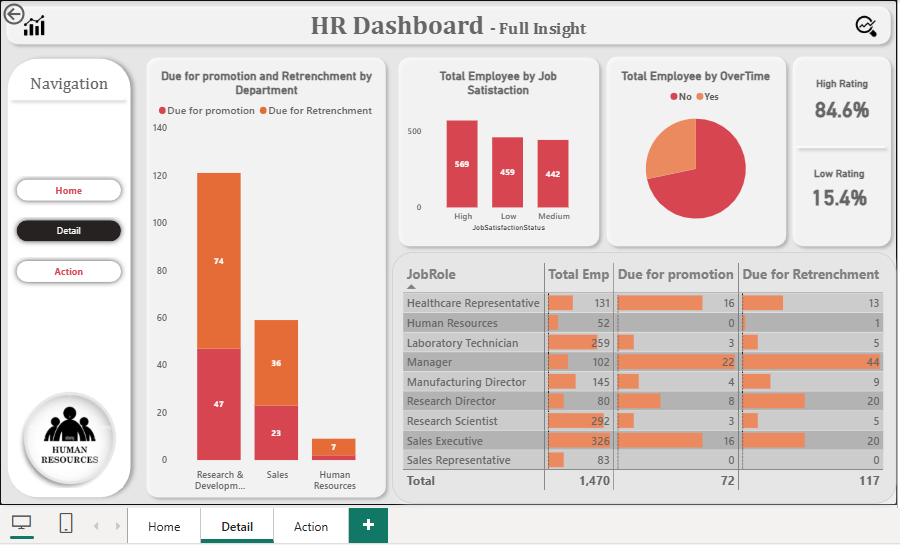 HR Dashboard - Full Insight
Navigation
Home
Detail
Action
HUMAN
RESOURCES
Due for promotion and Retrenchment by
Department
Due for promotion Due for Retrenchment
140
120
100
80
60
40
20
0
74
47
36
23
7
Research &
Developm...
Sales
Human
Resources
Total Employee by Job
Satisfaction
500
0
569
459
442
High Low Medium
JobSatisfactionStatus
Total Employee by OverTime
No Yes
High Rating
84.6%
Low Rating
15.4%
JobRole Total Emp Due for promotion Due for Retrenchment
Healthcare Representative 131 16 13
Human Resources 52 0 1
Laboratory Technician 259 3 5
Manager 102 22 44
Manufacturing Director 145 4 9
Research Director 80 8 20
Research Scientist 292 3 5
Sales Executive 326 16 20
Sales Representative 83 0 0
Total 1,470 72 117
Home Detail Action +